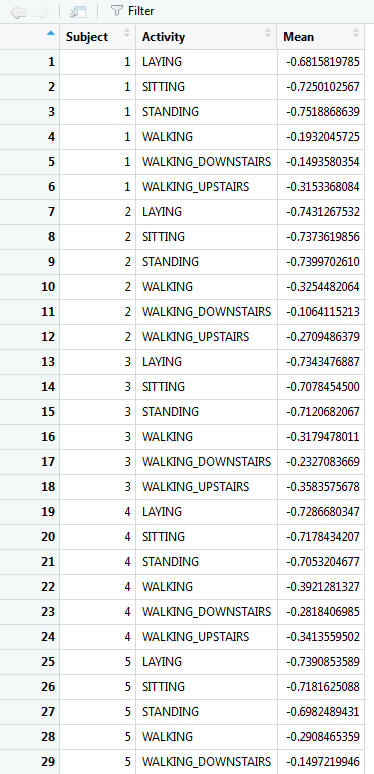 Filter
Subject Activity Mean
1 1 LAYING -0.6815819785
2 1 SITTING -0.7250102567
3 1 STANDING -0.7518868639
4 1 WALKING -0.1932045725
5 1 WALKING_DOWNSTAIRS -0.1493580354
6 1 WALKING_UPSTAIRS -0.3153368084
7 2 LAYING -0.7431267532
8 2 SITTING -0.7373619856
9 2 STANDING -0.7399702610
10 2 WALKING -0.3254482064
11 2 WALKING_DOWNSTAIRS -0.1064115213
12 2 WALKING_UPSTAIRS -0.2709486379
13 3 LAYING -0.7343476887
14 3 SITTING -0.7078454500
15 3 STANDING -0.7120682067
16 3 WALKING -0.3179478011
17 3 WALKING_DOWNSTAIRS -0.2327083669
18 3 WALKING_UPSTAIRS -0.3583575678
19 4 LAYING -0.7286680347
20 4 SITTING -0.7178434207
21 4 STANDING -0.7053204677
22 4 WALKING -0.3921281327
23 4 WALKING_DOWNSTAIRS -0.2818406985
24 4 WALKING_UPSTAIRS -0.3413559502
25 5 LAYING -0.7390853589
26 5 SITTING -0.7181625088
27 5 STANDING -0.6982489431
28 5 WALKING -0.2908465359
29 5 WALKING_DOWNSTAIRS -0.1497219946